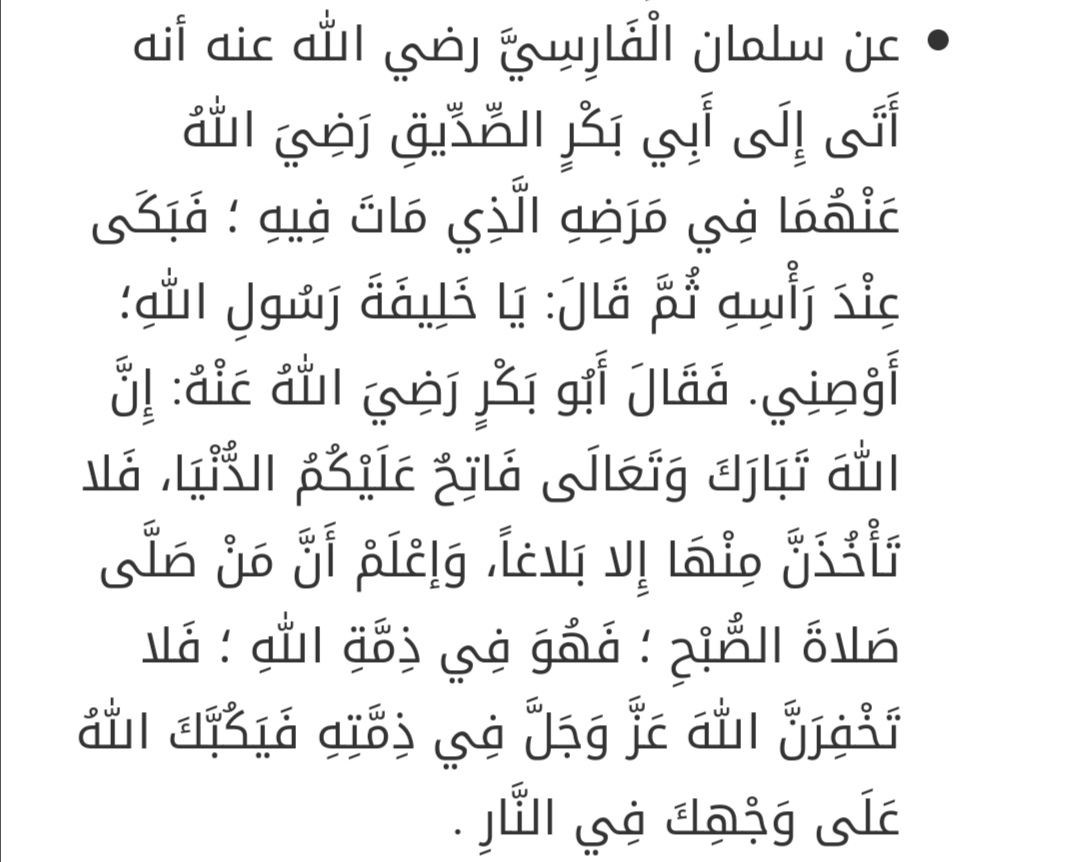 • عن سلمان الْفَارِسِيَّ رضي الله عنه أنه
أَتَى إِلَى أَبِي بَكْرٍ الصِّدِّيقِ رَضِيَ اللهُ
عَنْهُمَا فِي مَرَضِهِ الَّذِي مَاتَ فِيهِ ؛ فَبَكَى
عِنْدَ رَأْسِهِ ثُمَّ قَالَ: يَا خَلِيفَةَ رَسُولِ اللهِ؛
أَوْصِنِي. فَقَالَ أَبُو بَكْرٍ رَضِيَ اللهُ عَنْهُ: إِنَّ
اللهَ تَبَارَكَ وَتَعَالَى فَاتِحٌ عَلَيْكُمُ الدُّنْيَا، فَلا
تَأْخُذَنَّ مِنْهَا إِلا بَلاغاً، وَإعْلَمْ أَنَّ مَنْ صَلَّى
صَلاةَ الصُّبْحِ ؛ فَهُوَ فِي ذِمَّةِ اللهِ ؛ فَلا
تَخْفِرَنَّ اللهَ عَزَّ وَجَلَّ فِي ذِمَّتِهِ فَيَكُبَّكَ اللهُ
عَلَى وَجْهِكَ فِي النَّارِ .